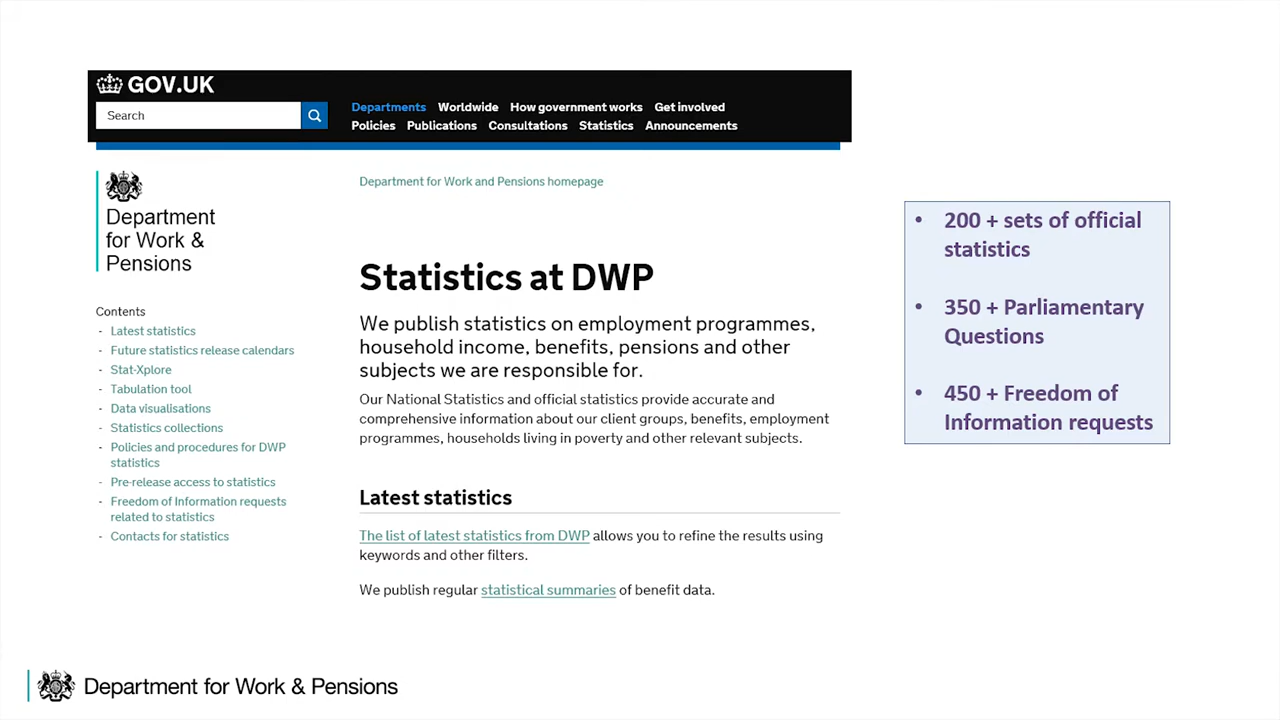 GOV.UK
Search
Departments Worldwide How government works Get involved
Policies Publications Consultations Statistics Announcements
Department
for Work &
Pensions
Contents
- Latest statistics
- Future statistics release calendars
- Stat-Xplore
- Tabulation tool
- Data visualisations
- Statistics collections
- Policies and procedures for DWP
statistics
- Pre-release access to statistics
- Freedom of Information requests
related to statistics
- Contacts for statistics
Department for Work and Pensions homepage
Statistics at DWP
We publish statistics on employment programmes,
household income, benefits, pensions and other
subjects we are responsible for.
Our National Statistics and official statistics provide accurate and
comprehensive information about our client groups, benefits, employment
programmes, households living in poverty and other relevant subjects.
Latest statistics
The list of latest statistics from DWP allows you to refine the results using
keywords and other filters.
We publish regular statistical summaries of benefit data.
• 200 + sets of official
statistics
• 350 + Parliamentary
Questions
• 450 + Freedom of
Information requests
Department for Work & Pensions